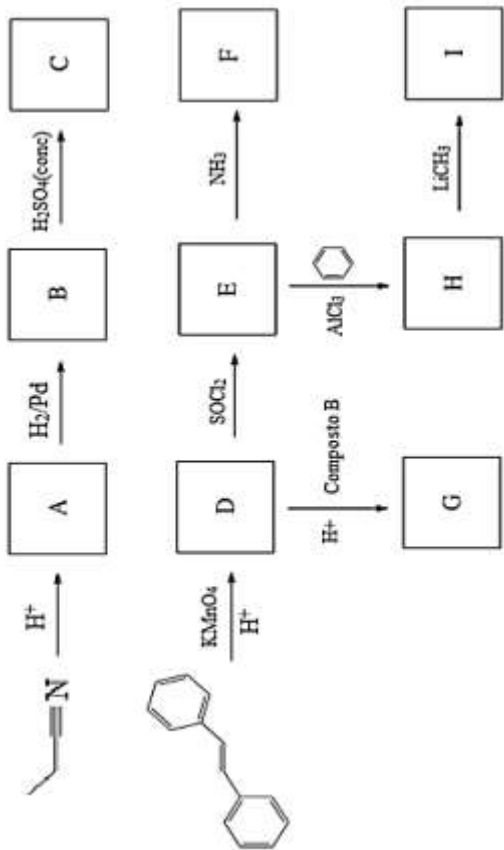 N H⁺ A H₂/Pd B H₂SO₄(conc) C
KMnO₄ H⁺ D SOCl₂ E NH₃ F
H⁺ Composto B AlCl₃
G H LiCH₃ I